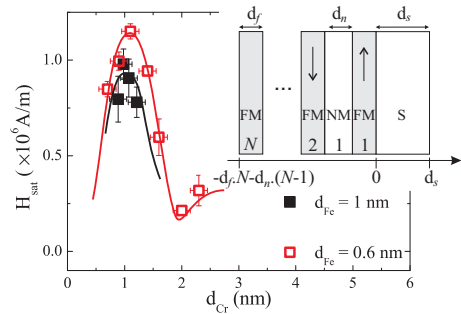 d_f d_n d_s
1.0
0.5
0.0
H_sat (×10^6 A/m)
... FM FM NM FM S
N 2 1 1
-d_f.N-d_n.(N-1) 0 d_s
d_Fe = 1 nm
d_Fe = 0.6 nm
0 1 2 3 4 5 6
d_Cr (nm)